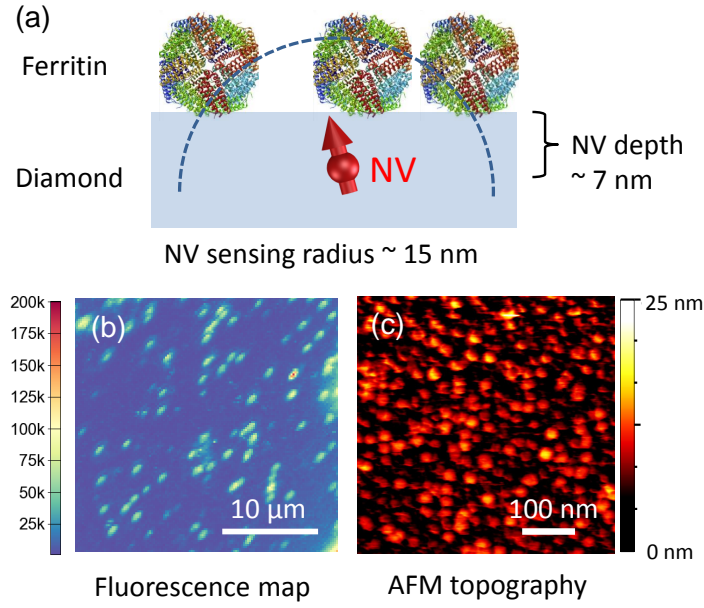 (a)
Ferritin
Diamond
NV
NV depth
~ 7 nm
NV sensing radius ~ 15 nm
200k
175k
150k
125k
100k
75k
50k
25k
(b)
10 µm
Fluorescence map
(c)
100 nm
25 nm
0 nm
AFM topography